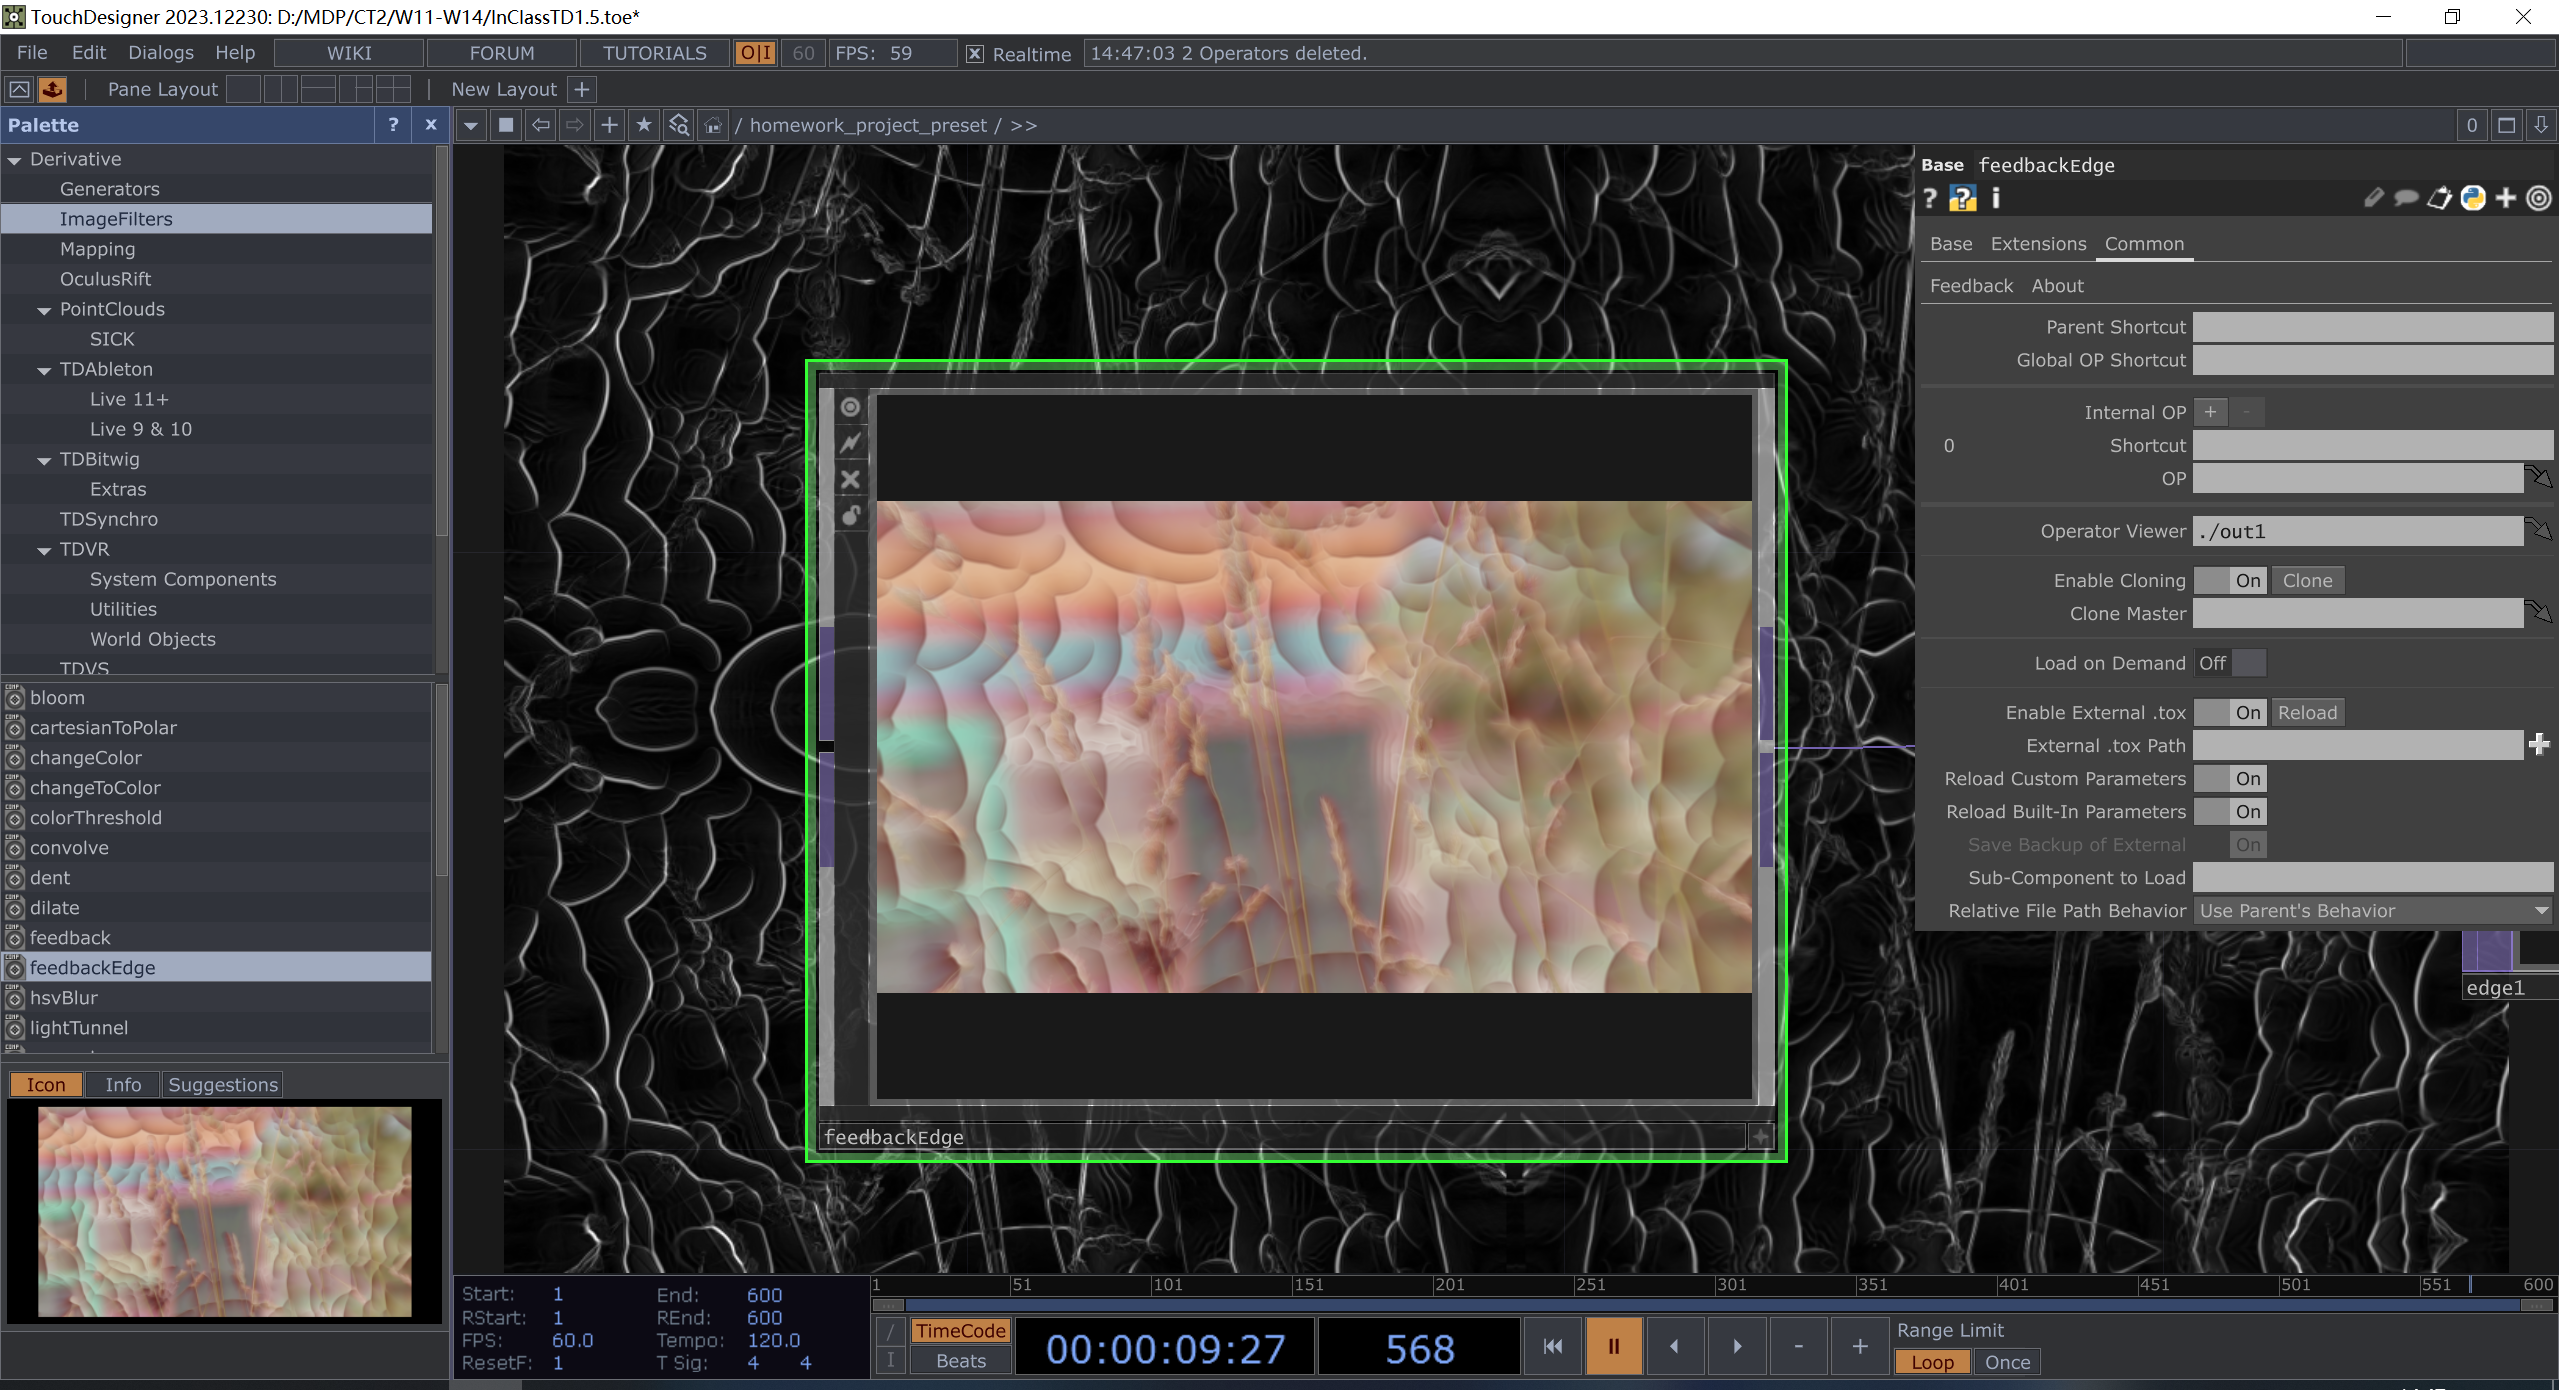 TouchDesigner 2023.12230: D:/MDP/CT2/W11-W14/InClassTD1.5.toe*
File Edit Dialogs Help WIKI FORUM TUTORIALS O|I 60 FPS: 59 Realtime 14:47:03 2 Operators deleted.
Pane Layout New Layout +
Palette ? x / homework_project_preset / >> 0
Derivative
Generators
ImageFilters
Mapping
OculusRift
PointClouds
SICK
TDAbleton
Live 11+
Live 9 & 10
TDBitwig
Extras
TDSynchro
TDVR
System Components
Utilities
World Objects
TDVS
bloom
cartesianToPolar
changeColor
changeToColor
colorThreshold
convolve
dent
dilate
feedback
feedbackEdge
hsvBlur
lightTunnel
Icon Info Suggestions
feedbackEdge
Base feedbackEdge
? ? i
Base Extensions Common
Feedback About
Parent Shortcut
Global OP Shortcut
Internal OP + -
0 Shortcut
OP
Operator Viewer ./out1
Enable Cloning On Clone
Clone Master
Load on Demand Off
Enable External .tox On Reload
External .tox Path
Reload Custom Parameters On
Reload Built-In Parameters On
Save Backup of External On
Sub-Component to Load
Relative File Path Behavior Use Parent's Behavior
edge1
1 51 101 151 201 251 301 351 401 451 501 551 600
Start: 1 End: 600
RStart: 1 REnd: 600
FPS: 60.0 Tempo: 120.0
ResetF: 1 T Sig: 4 4
/ TimeCode
I Beats
00:00:09:27 568 - +
Range Limit
Loop Once